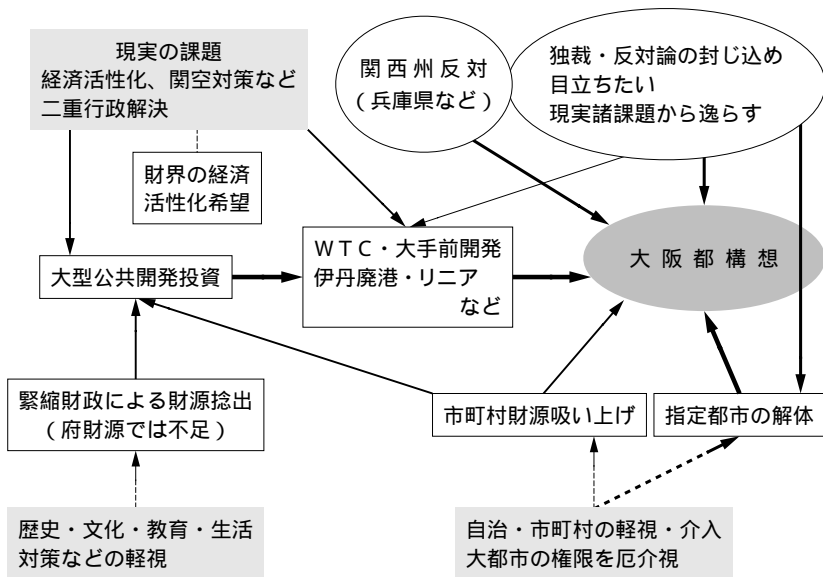 現実の課題
経済活性化、関空対策など
二重行政解決
関西州反対
（兵庫県など）
独裁・反対論の封じ込め
目立ちたい
現実諸課題から逸らす
財界の経済
活性化希望
大型公共開発投資
ＷＴＣ・大手前開発
伊丹廃港・リニア
など
大阪都構想
緊縮財政による財源捻出
（府財源では不足）
市町村財源吸い上げ
指定都市の解体
歴史・文化・教育・生活
対策などの軽視
自治・市町村の軽視・介入
大都市の権限を厄介視